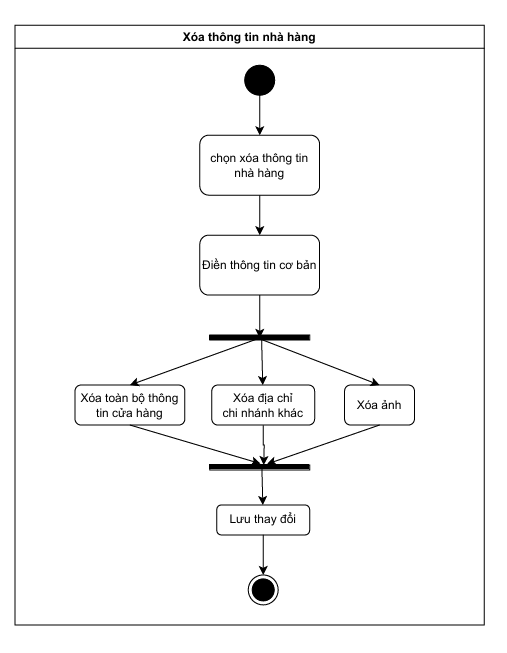 Xóa thông tin nhà hàng
chọn xóa thông tin
nhà hàng
Điền thông tin cơ bản
Xóa toàn bộ thông
tin cửa hàng
Xóa địa chỉ
chi nhánh khác
Xóa ảnh
Lưu thay đổi